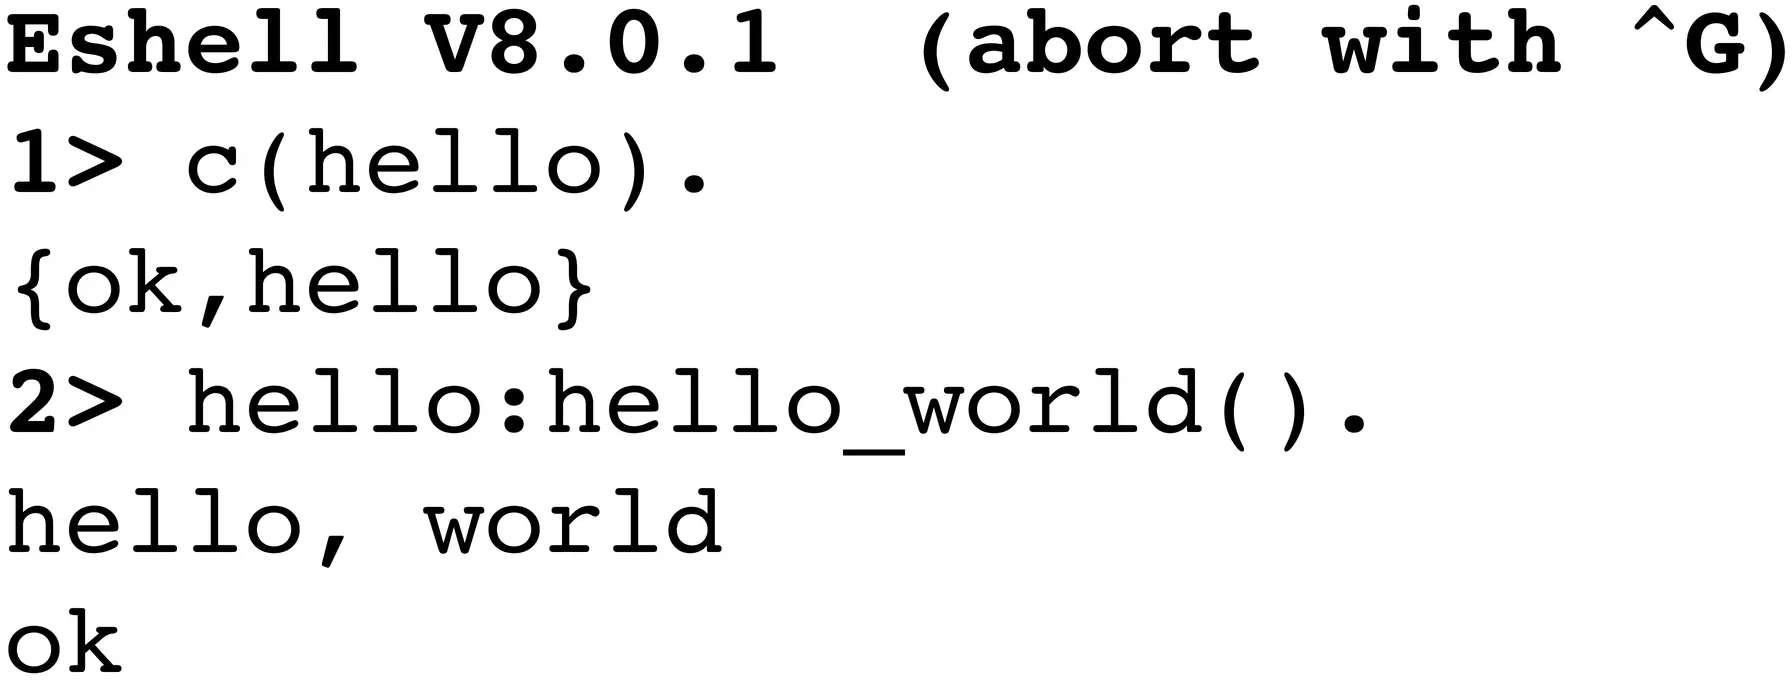 Eshell V8.0.1  (abort with ^G)
1> c(hello).
{ok,hello}
2> hello:hello_world().
hello, world
ok